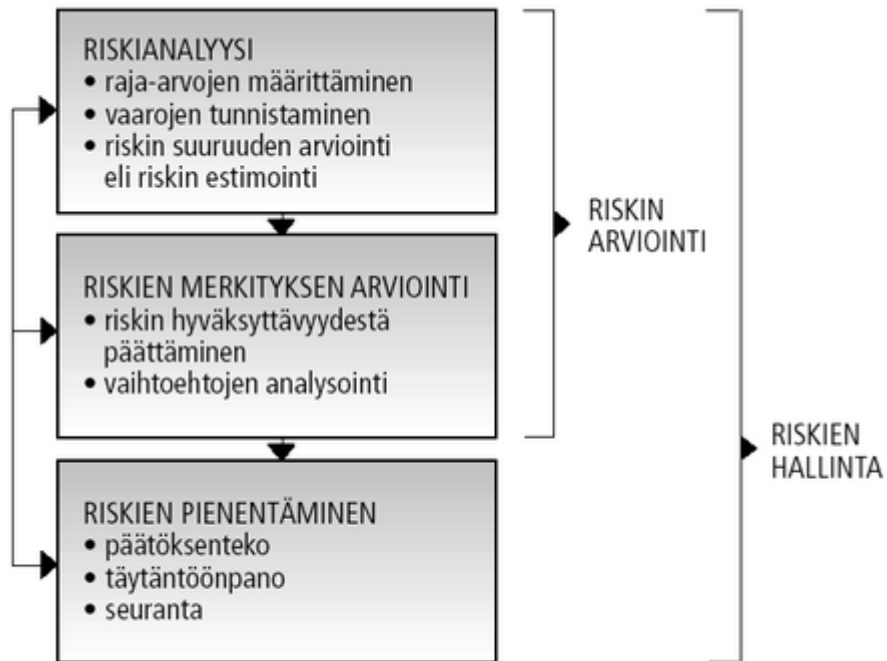 RISKIANALYYSI
• raja-arvojen määrittäminen
• vaarojen tunnistaminen
• riskin suuruuden arviointi
eli riskin estimointi
RISKIEN MERKITYKSEN ARVIOINTI
• riskin hyväksyttävyydestä
päättäminen
• vaihtoehtojen analysointi
RISKIEN PIENENTÄMINEN
• päätöksenteko
• täytäntöönpano
• seuranta
RISKIN
ARVIOINTI
RISKIEN
HALLINTA